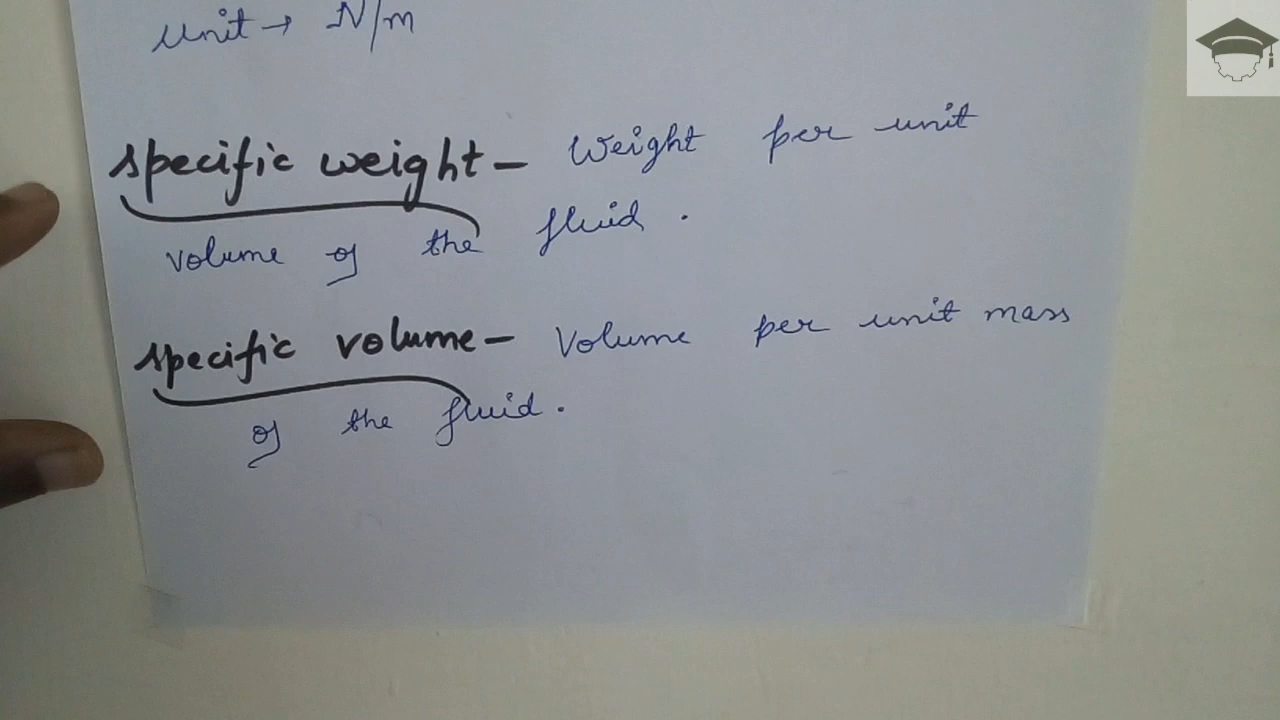 Unit → N/m
specific weight – Weight per unit
volume of the fluid.
specific volume – Volume per unit mass
of the fluid.